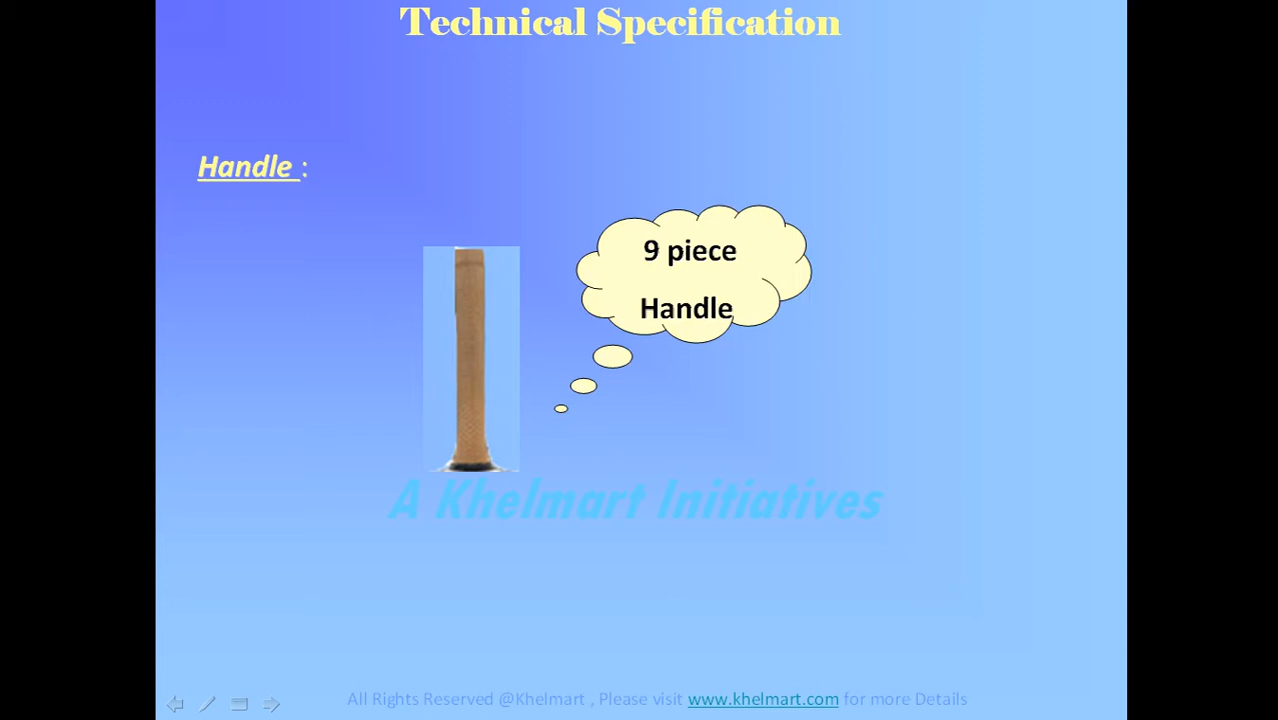 Technical Specification
Handle :
9 piece
Handle
A Khelmart Initiatives
All Rights Reserved @Khelmart , Please visit www.khelmart.com for more Details